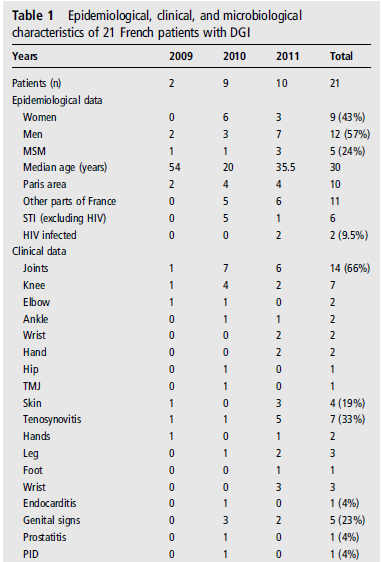 Table 1 Epidemiological, clinical, and microbiological
characteristics of 21 French patients with DGI
Years 2009 2010 2011 Total
Patients (n) 2 9 10 21
Epidemiological data
Women 0 6 3 9 (43%)
Men 2 3 7 12 (57%)
MSM 1 1 3 5 (24%)
Median age (years) 54 20 35.5 30
Paris area 2 4 4 10
Other parts of France 0 5 6 11
STI (excluding HIV) 0 5 1 6
HIV infected 0 0 2 2 (9.5%)
Clinical data
Joints 1 7 6 14 (66%)
Knee 1 4 2 7
Elbow 1 1 0 2
Ankle 0 1 1 2
Wrist 0 0 2 2
Hand 0 0 2 2
Hip 0 1 0 1
TMJ 0 1 0 1
Skin 1 0 3 4 (19%)
Tenosynovitis 1 1 5 7 (33%)
Hands 1 0 1 2
Leg 0 1 2 3
Foot 0 0 1 1
Wrist 0 0 3 3
Endocarditis 0 1 0 1 (4%)
Genital signs 0 3 2 5 (23%)
Prostatitis 0 1 0 1 (4%)
PID 0 1 0 1 (4%)